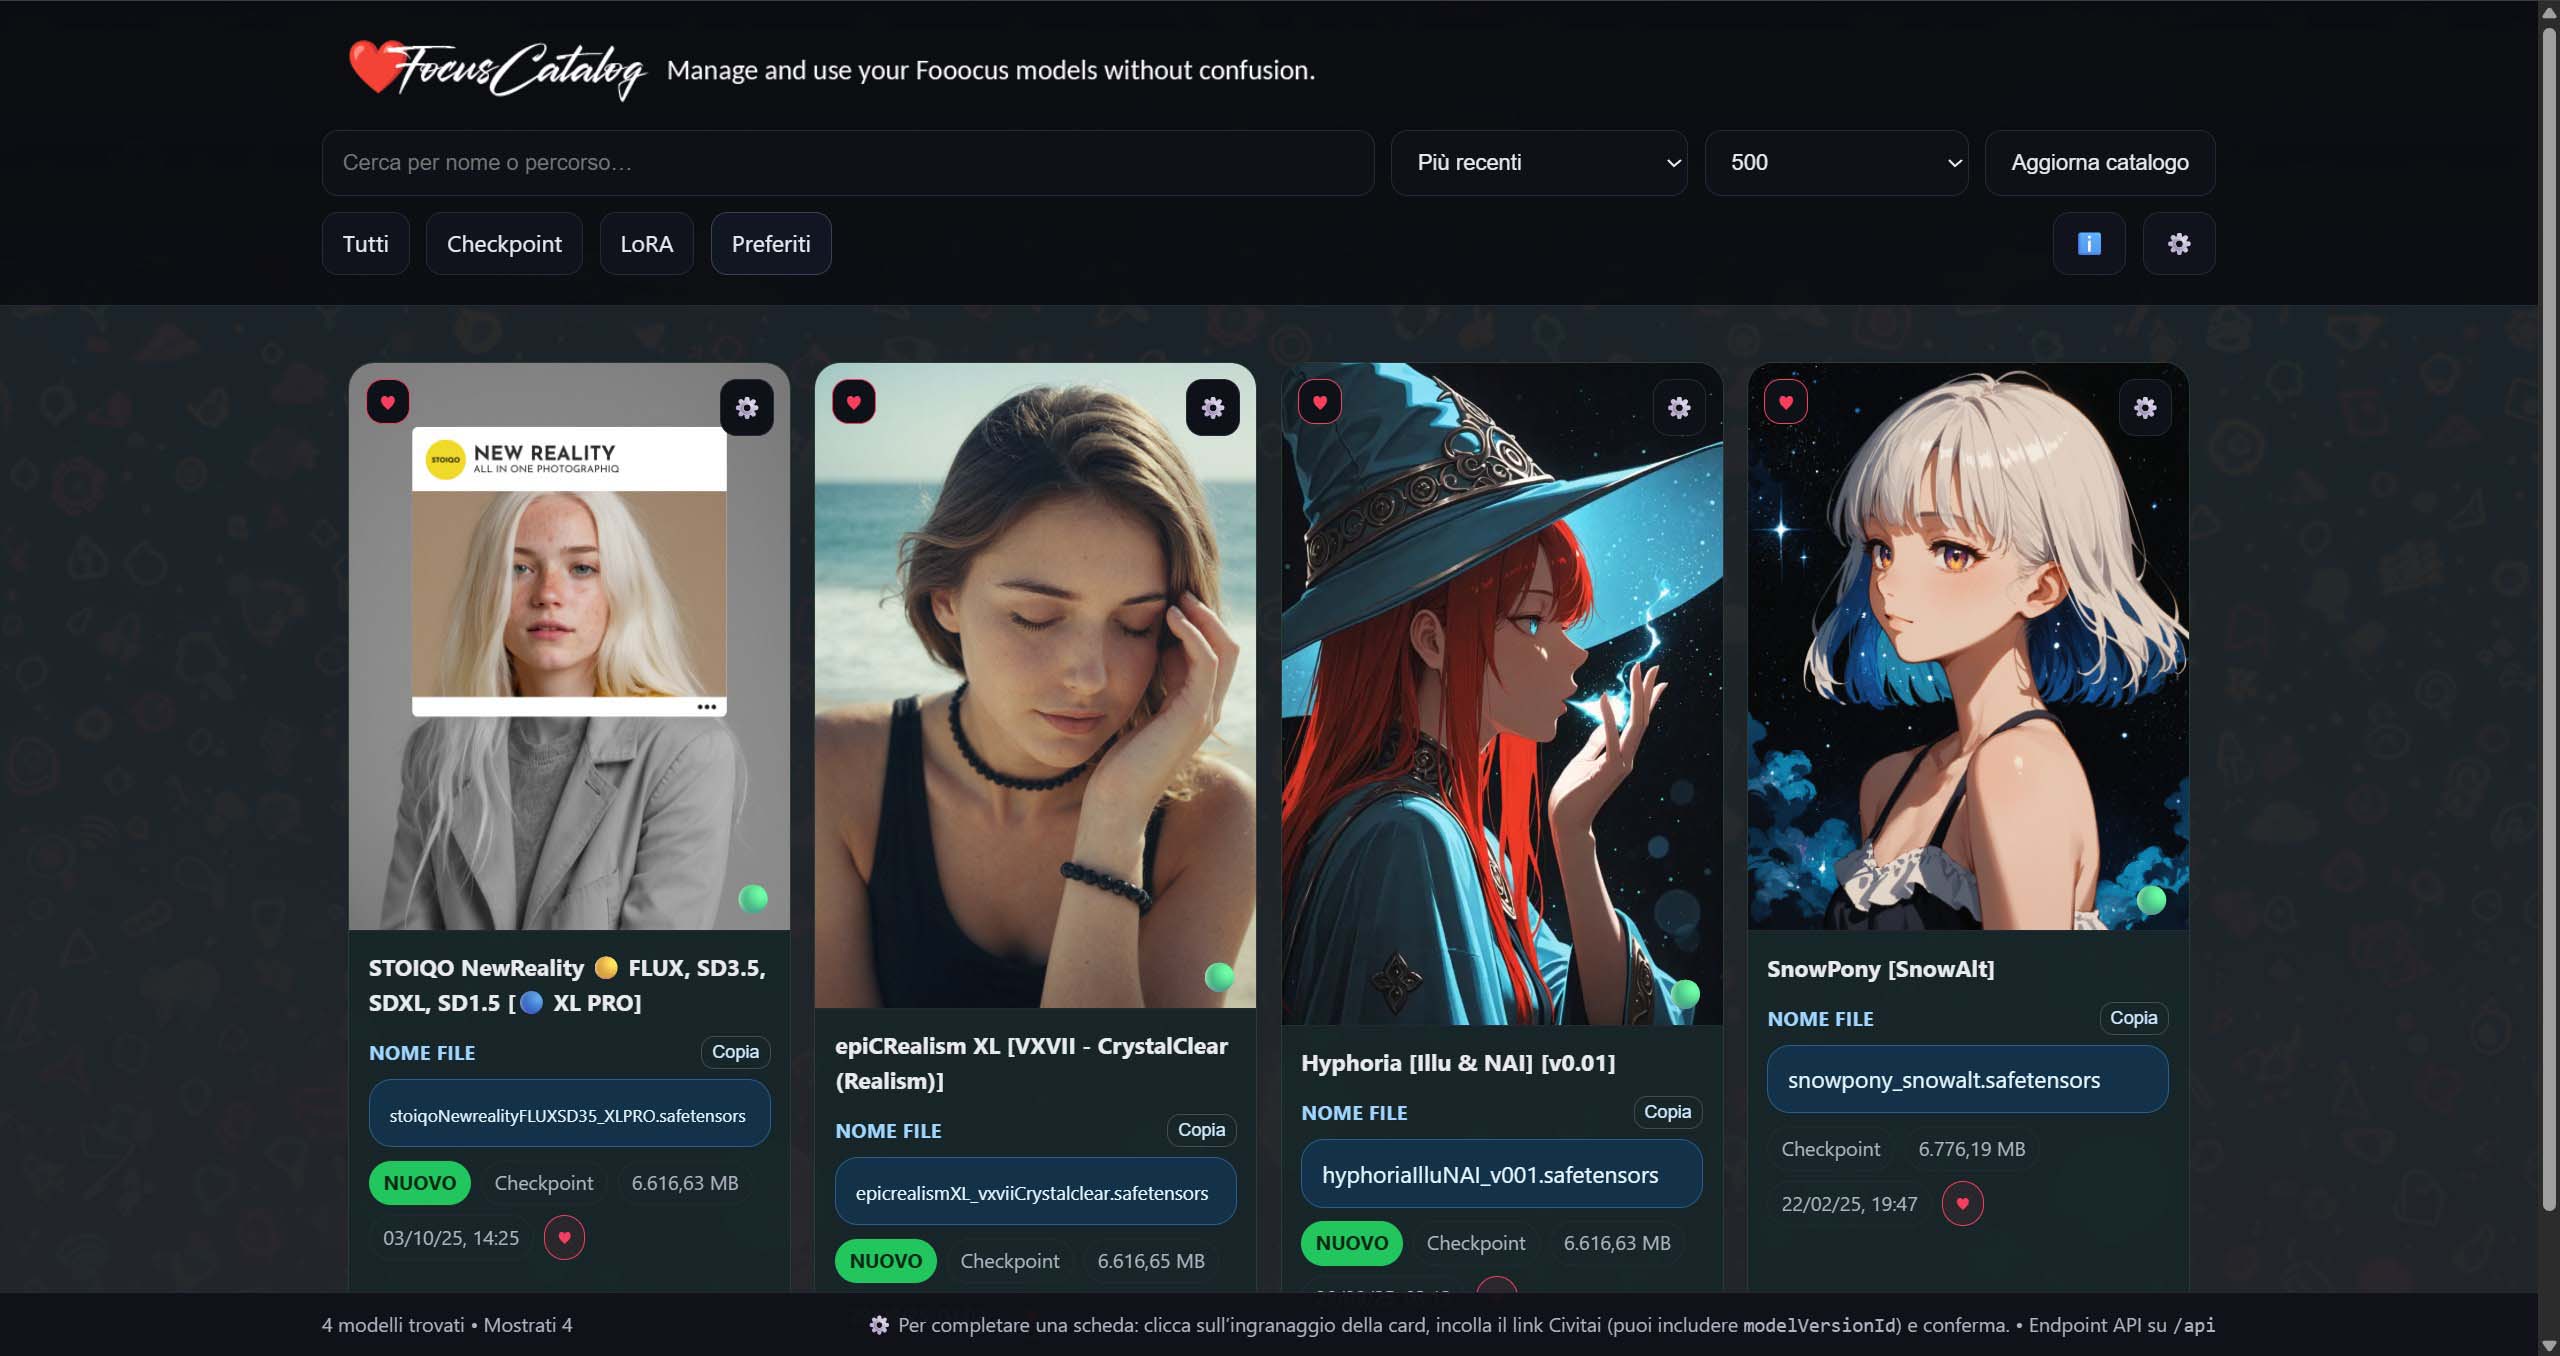 FocusCatalog Manage and use your Fooocus models without confusion.
Cerca per nome o percorso…
Più recenti
500
Aggiorna catalogo
Tutti
Checkpoint
LoRA
Preferiti
STOIQO NEW REALITY
ALL IN ONE PHOTOGRAPHIQ
STOIQO NewReality FLUX, SD3.5,
SDXL, SD1.5 [ XL PRO]
NOME FILE
Copia
stoiqoNewrealityFLUXSD35_XLPRO.safetensors
NUOVO
Checkpoint
6.616,63 MB
03/10/25, 14:25
epiCRealism XL [VXVII - CrystalClear
(Realism)]
NOME FILE
Copia
epicrealismXL_vxviiCrystalclear.safetensors
NUOVO
Checkpoint
6.616,65 MB
Hyphoria [Illu & NAI] [v0.01]
NOME FILE
Copia
hyphoriaIlluNAI_v001.safetensors
NUOVO
Checkpoint
6.616,63 MB
SnowPony [SnowAlt]
NOME FILE
Copia
snowpony_snowalt.safetensors
Checkpoint
6.776,19 MB
22/02/25, 19:47
4 modelli trovati • Mostrati 4
Per completare una scheda: clicca sull'ingranaggio della card, incolla il link Civitai (puoi includere modelVersionId) e conferma. • Endpoint API su /api